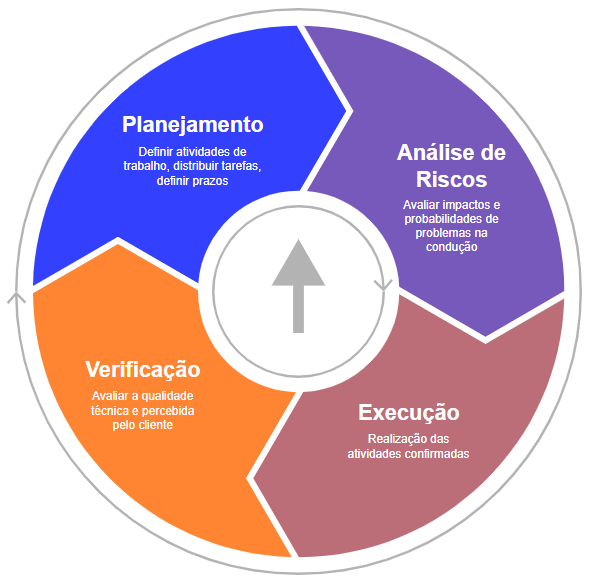 Planejamento
Definir atividades de
trabalho, distribuir tarefas,
definir prazos
Análise de
Riscos
Avaliar impactos e
probabilidades de
problemas na
condução
Execução
Realização das
atividades confirmadas
Verificação
Avaliar a qualidade
técnica e percebida
pelo cliente